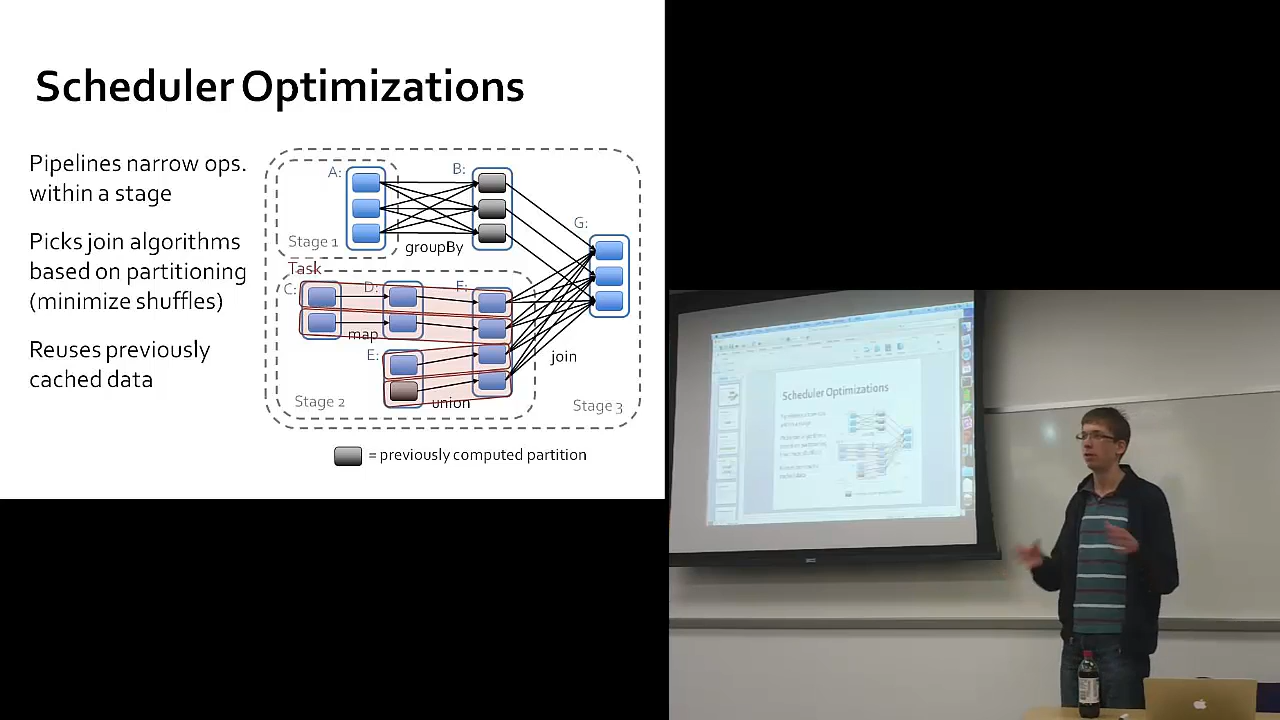 Scheduler Optimizations
Pipelines narrow ops.
within a stage
Picks join algorithms
based on partitioning
(minimize shuffles)
Reuses previously
cached data
A:
B:
G:
Stage 1
groupBy
Task
C:
D:
F:
map
E:
join
Stage 2
union
Stage 3
= previously computed partition
Scheduler Optimizations